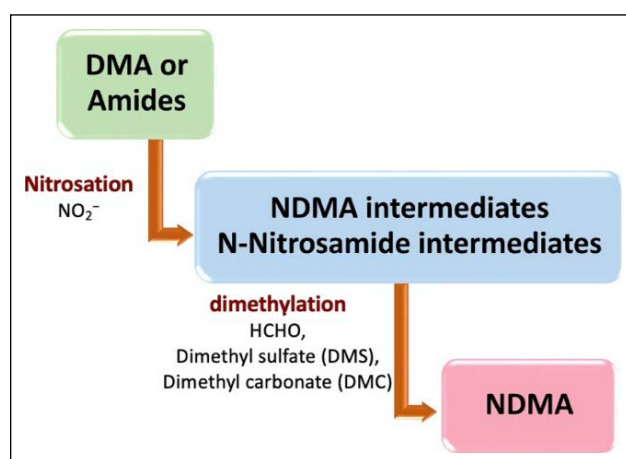 DMA or
Amides
Nitrosation
NO₂⁻
NDMA intermediates
N-Nitrosamide intermediates
dimethylation
HCHO,
Dimethyl sulfate (DMS),
Dimethyl carbonate (DMC)
NDMA